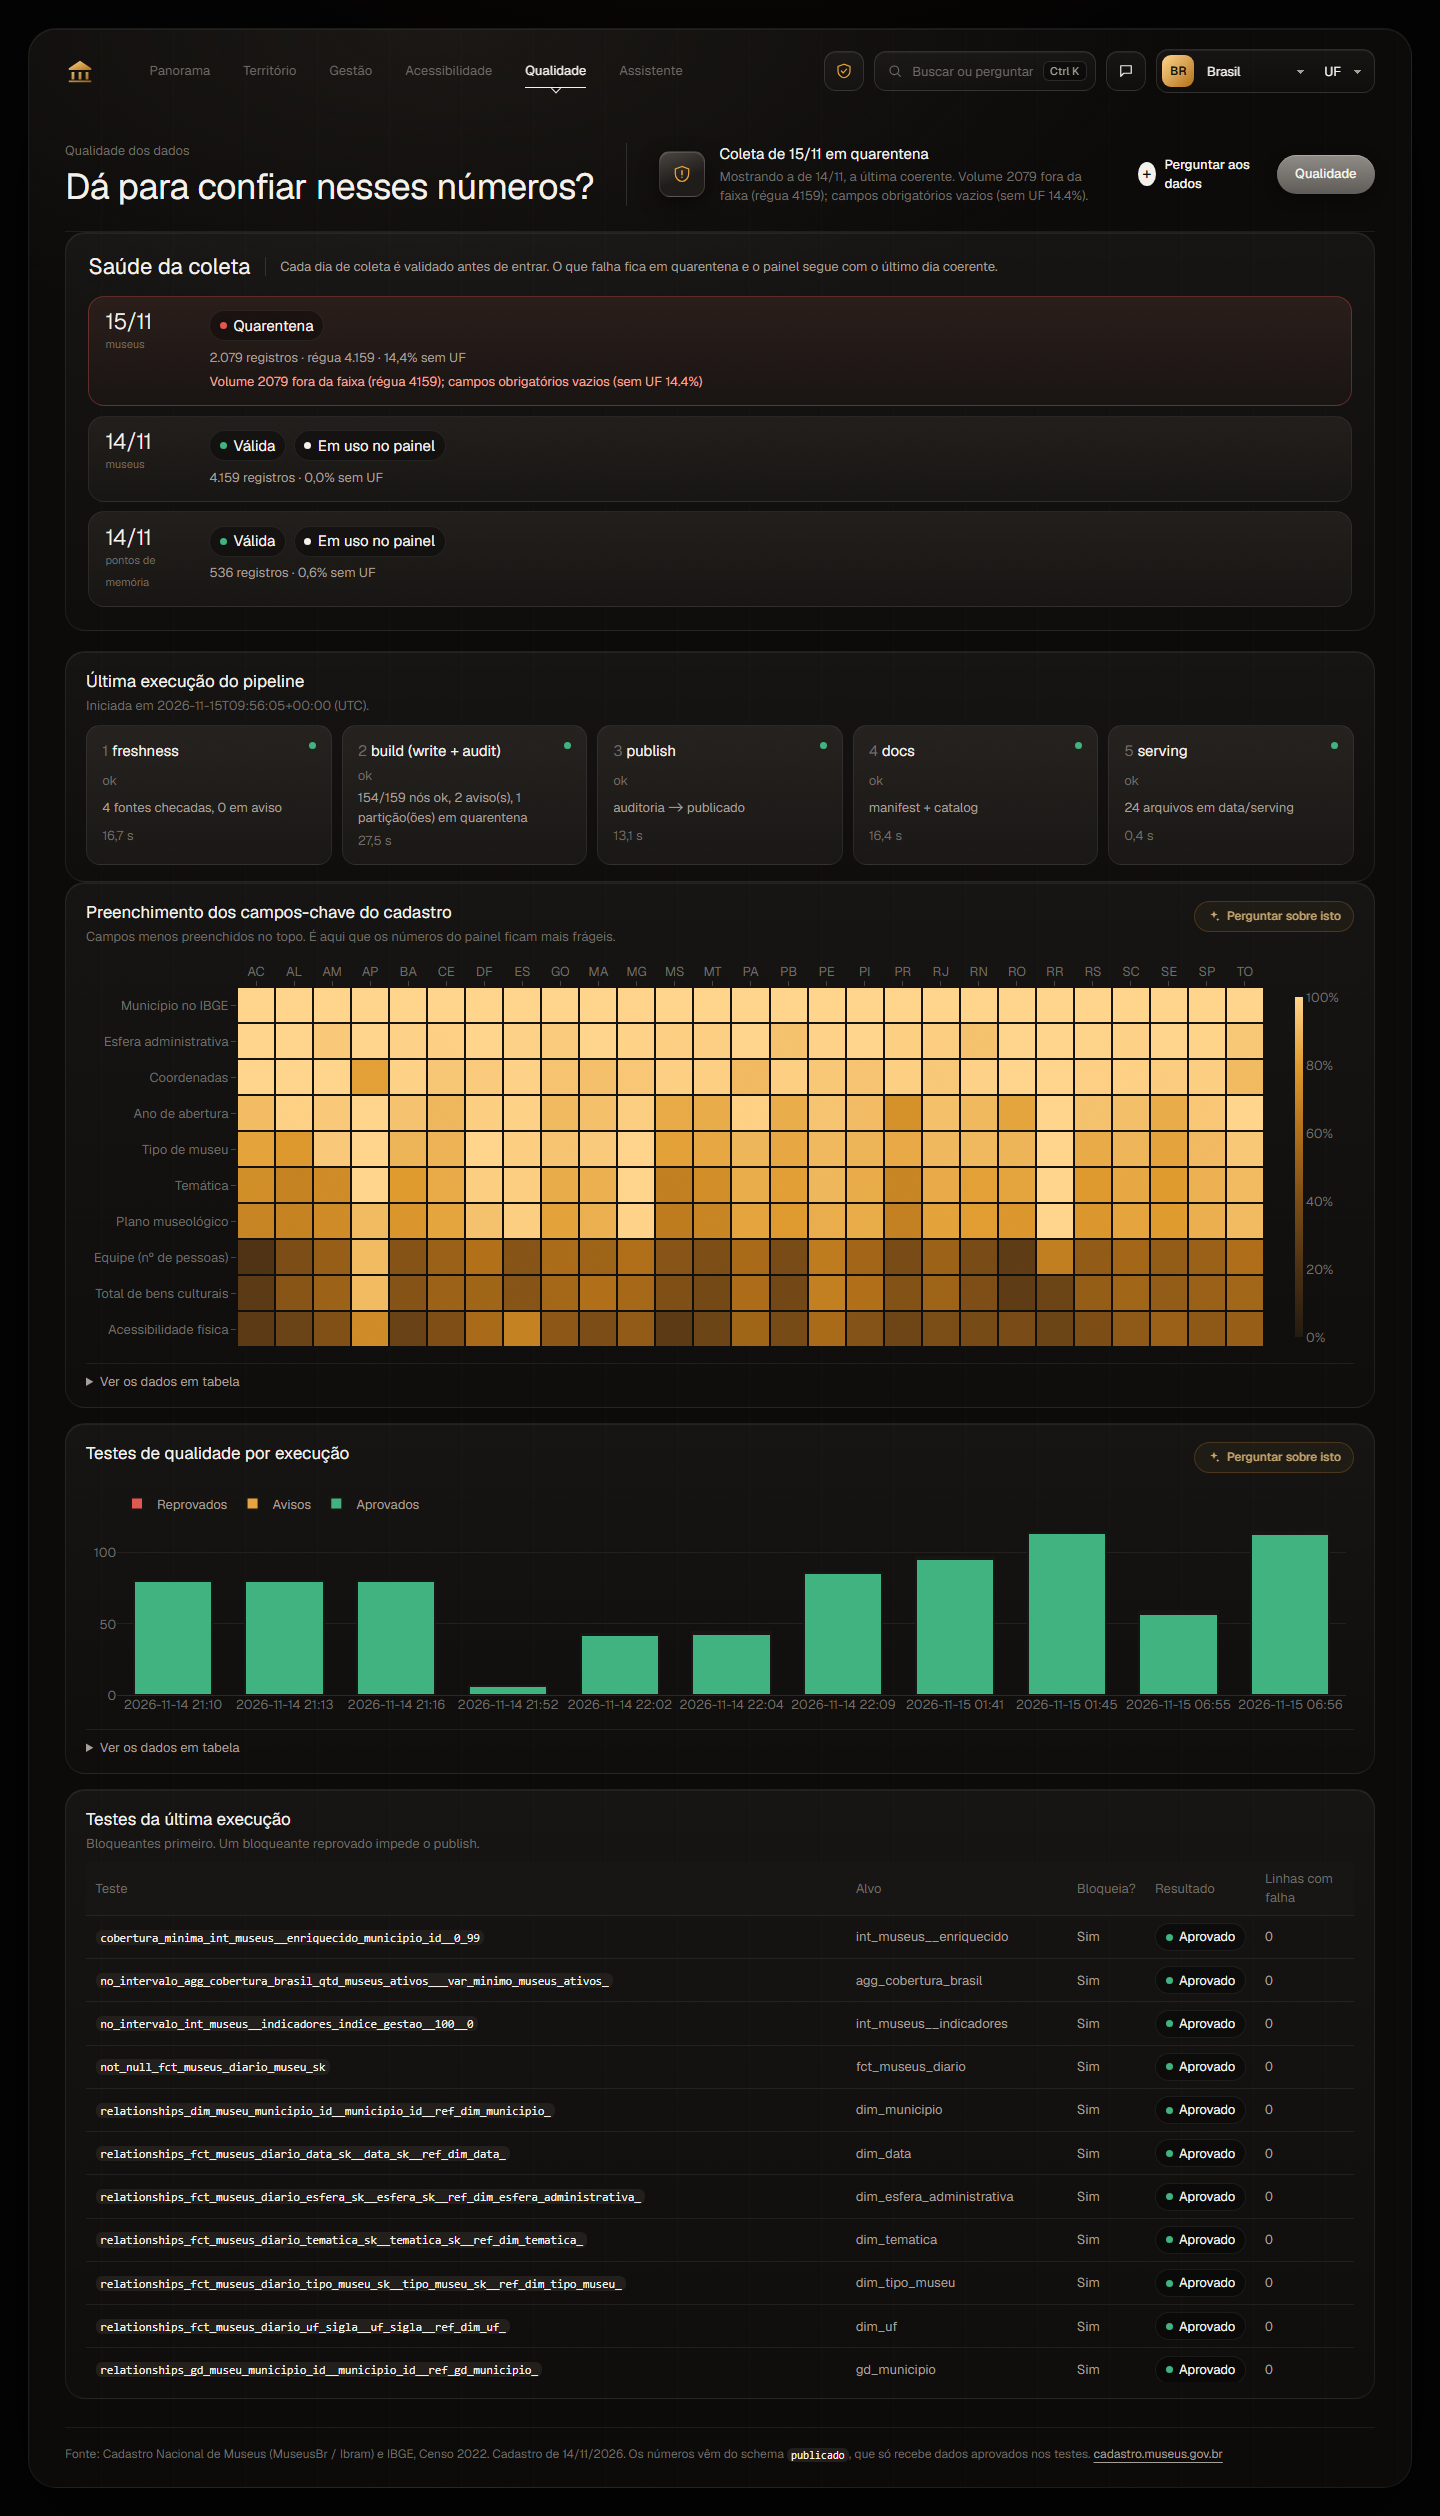 Panorama
Território
Gestão
Acessibilidade
Qualidade
Assistente
Buscar ou perguntar
Ctrl K
BR
Brasil
UF
Qualidade dos dados
Dá para confiar nesses números?
Coleta de 15/11 em quarentena
Mostrando a de 14/11, a última coerente. Volume 2079 fora da
faixa (régua 4159); campos obrigatórios vazios (sem UF 14.4%).
Perguntar aos
dados
Qualidade
Saúde da coleta
Cada dia de coleta é validado antes de entrar. O que falha fica em quarentena e o painel segue com o último dia coerente.
15/11
museus
Quarentena
2.079 registros · régua 4.159 · 14,4% sem UF
Volume 2079 fora da faixa (régua 4159); campos obrigatórios vazios (sem UF 14.4%)
14/11
museus
Válida
Em uso no painel
4.159 registros · 0,0% sem UF
14/11
pontos de
memória
Válida
Em uso no painel
536 registros · 0,6% sem UF
Última execução do pipeline
Iniciada em 2026-11-15T09:56:05+00:00 (UTC).
1 freshness
ok
4 fontes checadas, 0 em aviso
16,7 s
2 build (write + audit)
ok
154/159 nós ok, 2 aviso(s), 1
partição(ões) em quarentena
27,5 s
3 publish
ok
auditoria → publicado
13,1 s
4 docs
ok
manifest + catalog
16,4 s
5 serving
ok
24 arquivos em data/serving
0,4 s
Preenchimento dos campos-chave do cadastro
Campos menos preenchidos no topo. É aqui que os números do painel ficam mais frágeis.
Perguntar sobre isto
AC AL AM AP BA CE DF ES GO MA MG MS MT PA PB PE PI PR RJ RN RO RR RS SC SE SP TO
Município no IBGE
Esfera administrativa
Coordenadas
Ano de abertura
Tipo de museu
Temática
Plano museológico
Equipe (nº de pessoas)
Total de bens culturais
Acessibilidade física
100%
80%
60%
40%
20%
0%
Ver os dados em tabela
Testes de qualidade por execução
Perguntar sobre isto
Reprovados
Avisos
Aprovados
100
50
0
2026-11-14 21:10
2026-11-14 21:13
2026-11-14 21:16
2026-11-14 21:52
2026-11-14 22:02
2026-11-14 22:04
2026-11-14 22:09
2026-11-15 01:41
2026-11-15 01:45
2026-11-15 06:55
2026-11-15 06:56
Ver os dados em tabela
Testes da última execução
Bloqueantes primeiro. Um bloqueante reprovado impede o publish.
Teste
Alvo
Bloqueia?
Resultado
Linhas com
falha
cobertura_minima_int_museus__enriquecido_municipio_id__0_99 int_museus__enriquecido Sim Aprovado 0
no_intervalo_agg_cobertura_brasil_qtd_museus_ativos___var_minimo_museus_ativos_ agg_cobertura_brasil Sim Aprovado 0
no_intervalo_int_museus__indicadores_indice_gestao__100__0 int_museus__indicadores Sim Aprovado 0
not_null_fct_museus_diario_museu_sk fct_museus_diario Sim Aprovado 0
relationships_dim_museu_municipio_id__municipio_id__ref_dim_municipio_ dim_municipio Sim Aprovado 0
relationships_fct_museus_diario_data_sk__data_sk__ref_dim_data_ dim_data Sim Aprovado 0
relationships_fct_museus_diario_esfera_sk__esfera_sk__ref_dim_esfera_administrativa_ dim_esfera_administrativa Sim Aprovado 0
relationships_fct_museus_diario_tematica_sk__tematica_sk__ref_dim_tematica_ dim_tematica Sim Aprovado 0
relationships_fct_museus_diario_tipo_museu_sk__tipo_museu_sk__ref_dim_tipo_museu_ dim_tipo_museu Sim Aprovado 0
relationships_fct_museus_diario_uf_sigla__uf_sigla__ref_dim_uf_ dim_uf Sim Aprovado 0
relationships_gd_museu_municipio_id__municipio_id__ref_gd_municipio_ gd_municipio Sim Aprovado 0
Fonte: Cadastro Nacional de Museus (MuseusBr / Ibram) e IBGE, Censo 2022. Cadastro de 14/11/2026. Os números vêm do schema publicado, que só recebe dados aprovados nos testes. cadastro.museus.gov.br